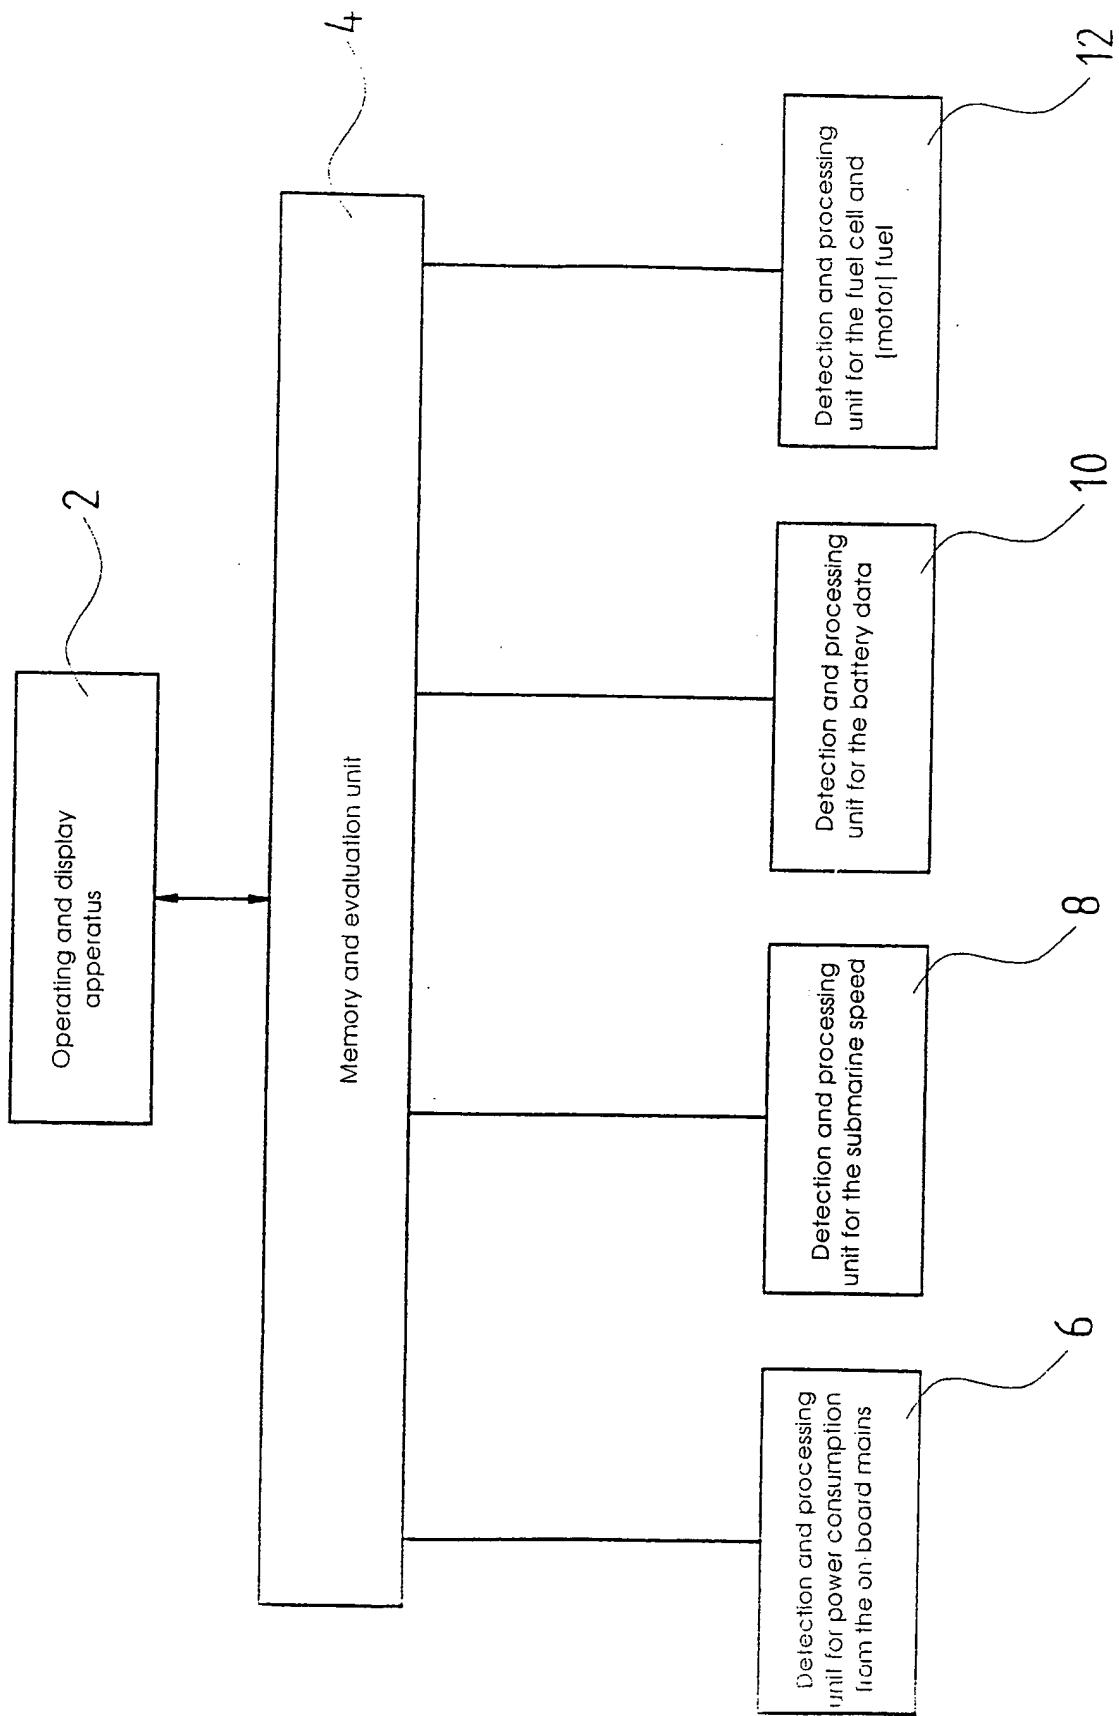 Operating and display
apparatus
2
Memory and evaluation unit
4
Detection and processing
unit for power consumption
from the on-board mains
6
Detection and processing
unit for the submarine speed
8
Detection and processing
unit for the battery data
10
Detection and processing
unit for the fuel cell and
[motor] fuel
12